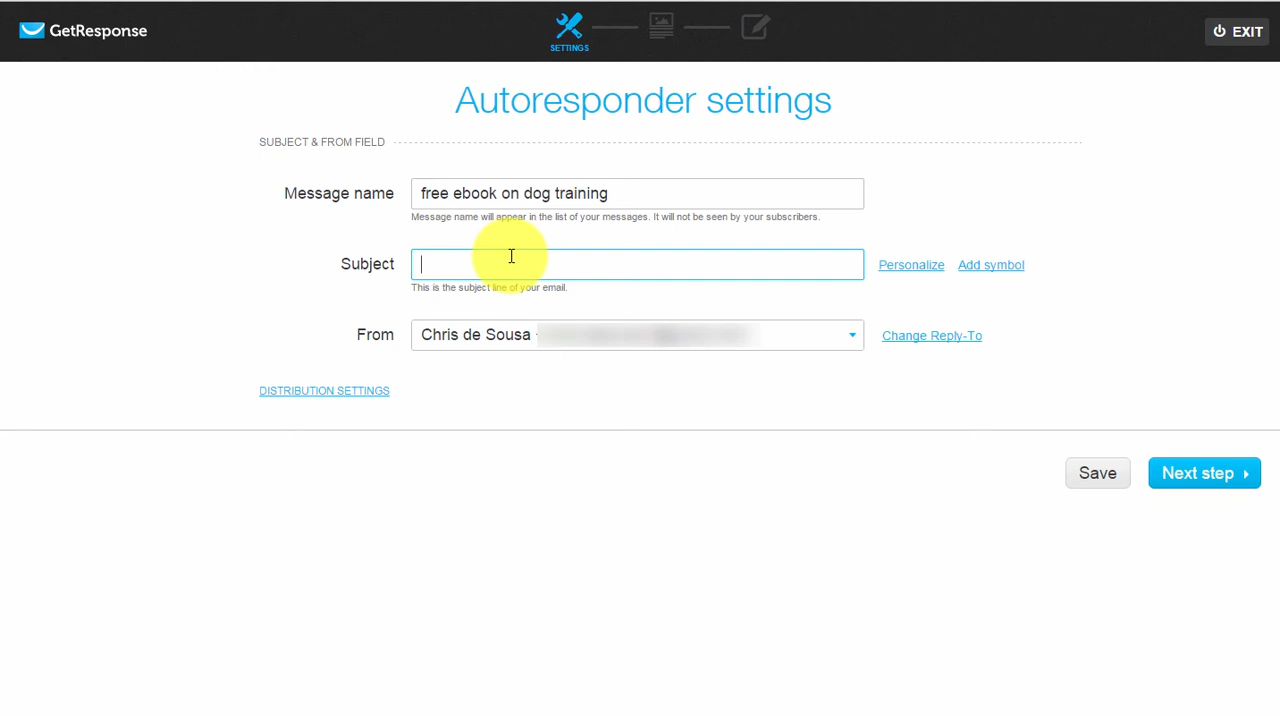 GetResponse
SETTINGS
EXIT
Autoresponder settings
SUBJECT & FROM FIELD
Message name
free ebook on dog training
Message name will appear in the list of your messages. It will not be seen by your subscribers.
Subject
Personalize
Add symbol
This is the subject line of your email.
From
Chris de Sousa
Change Reply-To
DISTRIBUTION SETTINGS
Save
Next step